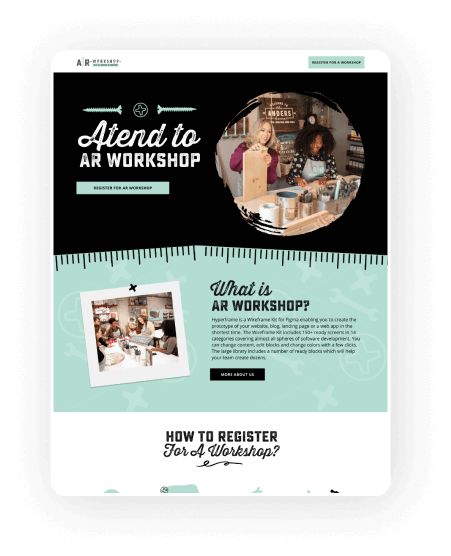 A|R WORKSHOP
REGISTER FOR A WORKSHOP
Atend to
AR WORKSHOP
REGISTER FOR AR WORKSHOP
ANDERS
What is
AR WORKSHOP?
Hyperframe is a Wireframe Kit for Figma enabling you to create the
prototype of your website, blog, landing page or a web app in the
shortest time. The Wireframe Kit includes 150+ ready screens in 14
categories covering almost all spheres of software development. You
can change content, edit blocks and change colors with a few clicks.
The large library includes a number of ready blocks which will help
your team create dozens.
MORE ABOUT US
HOW TO REGISTER
For A Workshop?